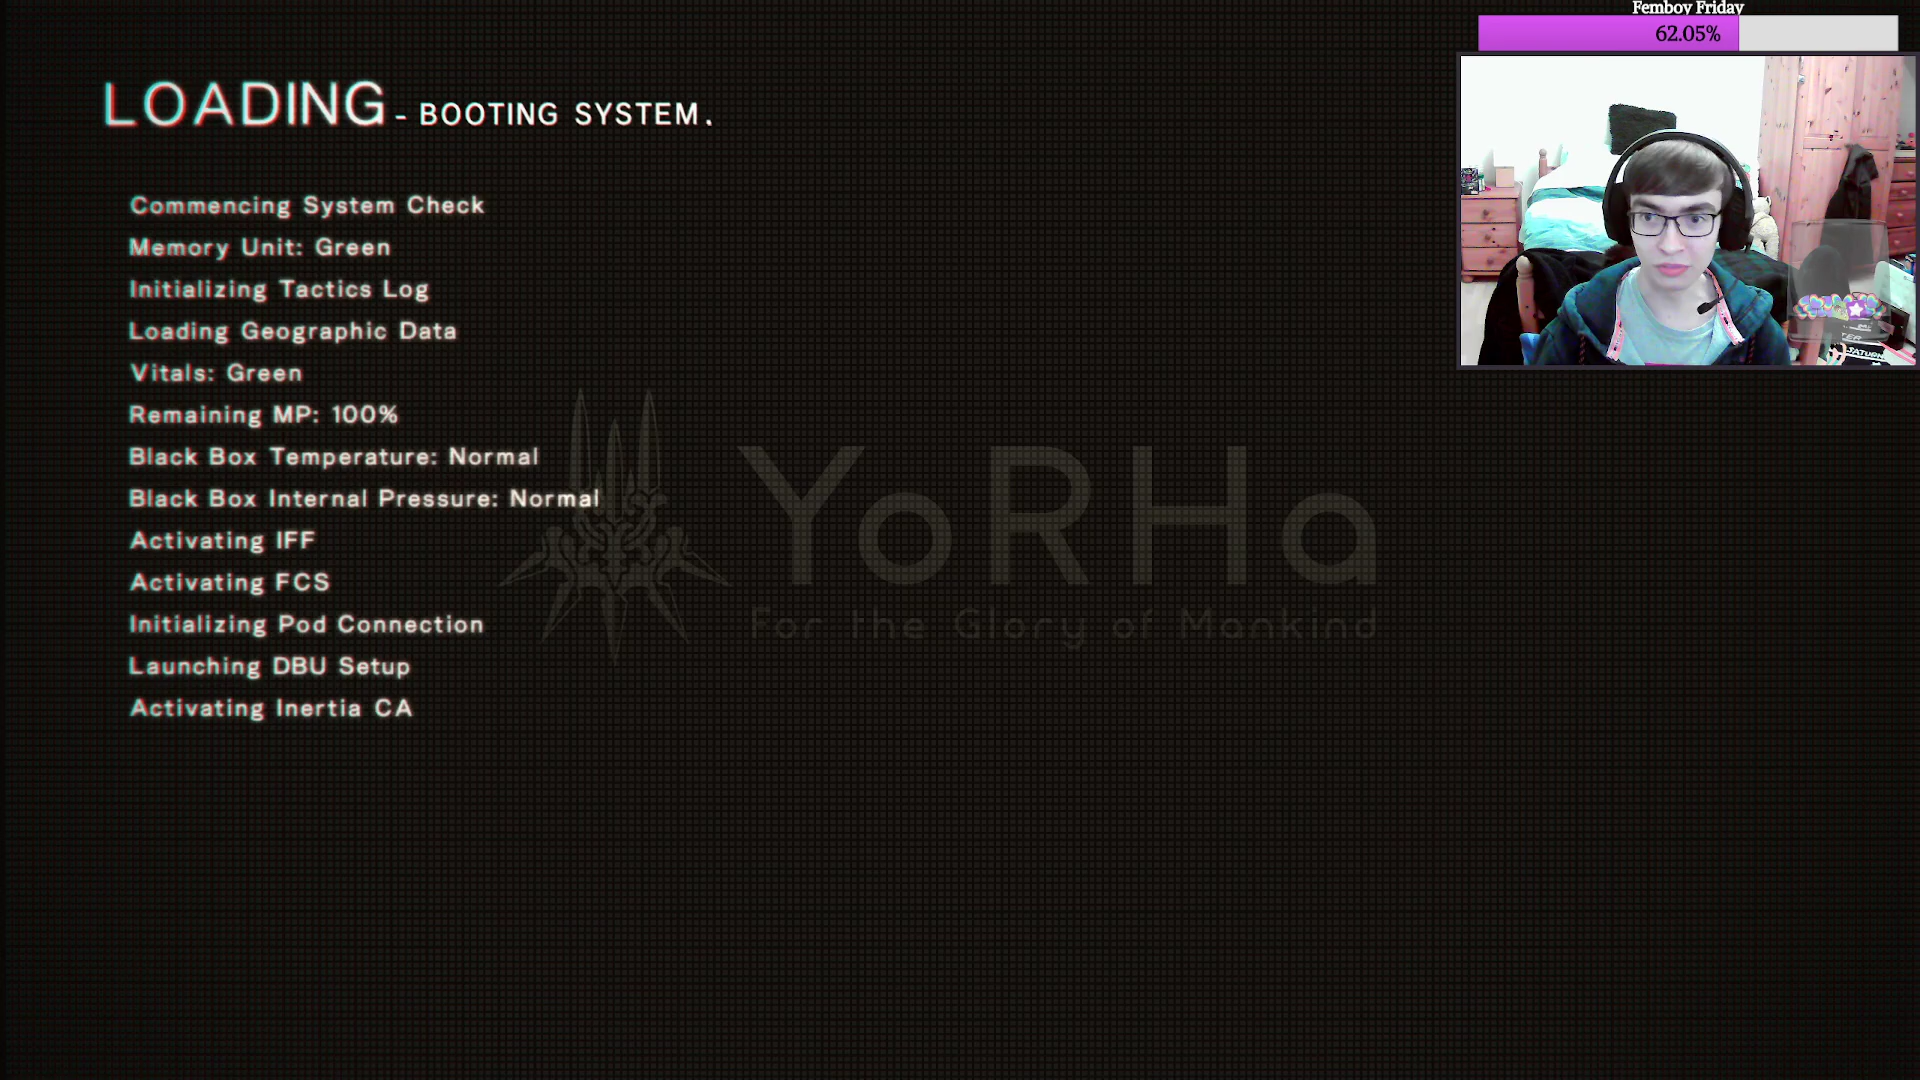 Femboy Friday
62.05%
LOADING - BOOTING SYSTEM.
Commencing System Check
Memory Unit: Green
Initializing Tactics Log
Loading Geographic Data
Vitals: Green
Remaining MP: 100%
Black Box Temperature: Normal
Black Box Internal Pressure: Normal
Activating IFF
Activating FCS
Initializing Pod Connection
Launching DBU Setup
Activating Inertia CA
YoRHa
For the Glory of Mankind
SATURN